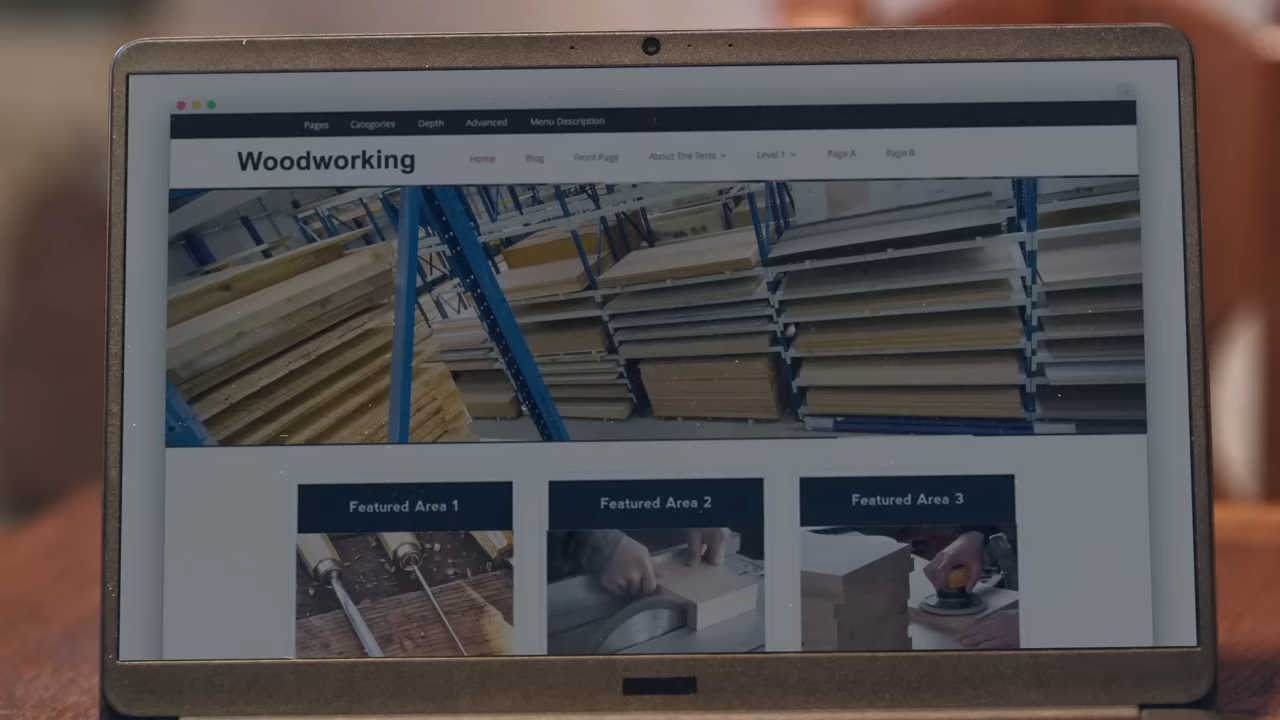 Pages Categories Depth Advanced Menu Description
Woodworking Home Blog Front Page About The Tests Level 1 Page A Page B
Featured Area 1 Featured Area 2 Featured Area 3